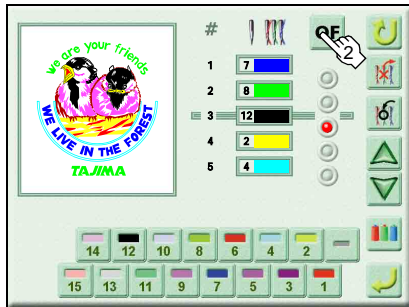 we are your friends
WE LIVE IN THE FOREST
TAJIMA
#
OF
2
1 7
2 8
3 12
4 2
5 4
14 12 10 8 6 4 2
15 13 11 9 7 5 3 1